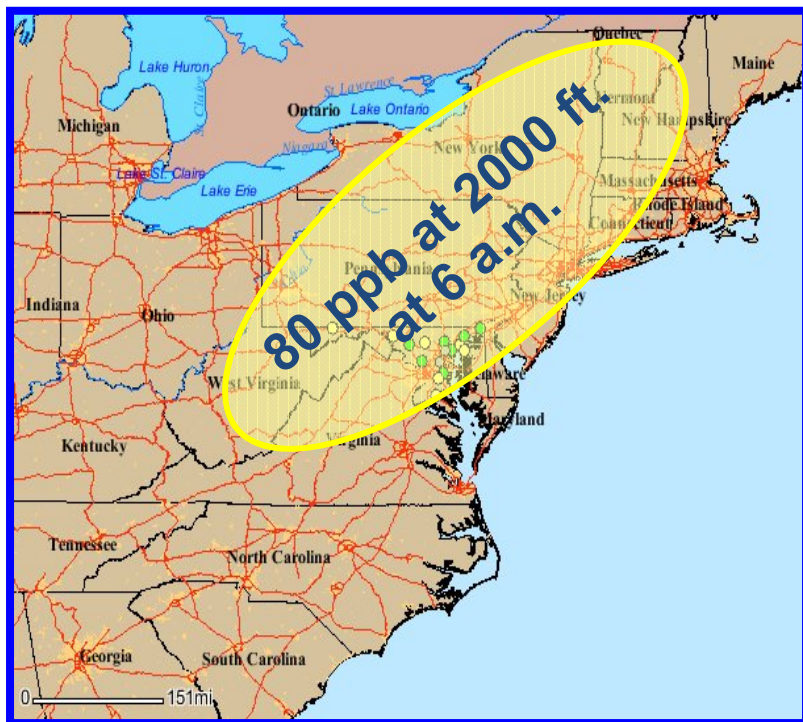 Quebec
Maine
Lake Huron
St. Claire
St Lawrence
Ontario
Lake Ontario
Vermont
New Hampshire
Michigan
Niagara
New York
Lake St. Claire
Lake Erie
Massachusetts
Rhode Island
Connecticut
80 ppb at 2000 ft.
at 6 a.m.
Pennsylvania
New Jersey
Indiana
Ohio
West Virginia
Delaware
Maryland
Kentucky
Virginia
Tennessee
North Carolina
Georgia
South Carolina
0
151mi